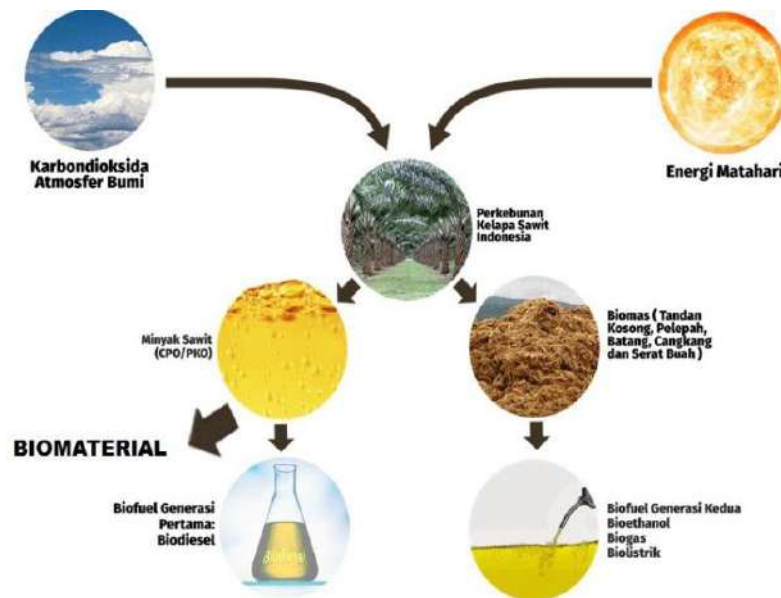 Karbondioksida
Atmosfer Bumi
Energi Matahari
Perkebunan
Kelapa Sawit
Indonesia
Minyak Sawit
(CPO/PKO)
Biomas ( Tandan
Kosong, Pelepah,
Batang, Cangkang
dan Serat Buah )
BIOMATERIAL
Biofuel Generasi
Pertama:
Biodiesel
Biodiesel
Biofuel Generasi Kedua
Bioethanol
Biogas
Biolistrik